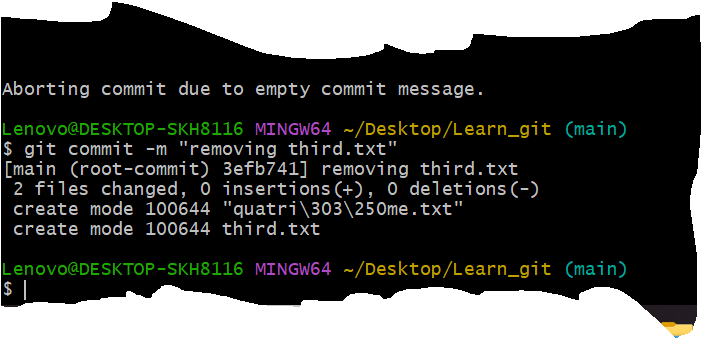 Aborting commit due to empty commit message.
Lenovo@DESKTOP-SKH8116 MINGW64 ~/Desktop/Learn_git (main)
$ git commit -m "removing third.txt"
[main (root-commit) 3efb741] removing third.txt
 2 files changed, 0 insertions(+), 0 deletions(-)
 create mode 100644 "quatri\303\250me.txt"
 create mode 100644 third.txt
Lenovo@DESKTOP-SKH8116 MINGW64 ~/Desktop/Learn_git (main)
$